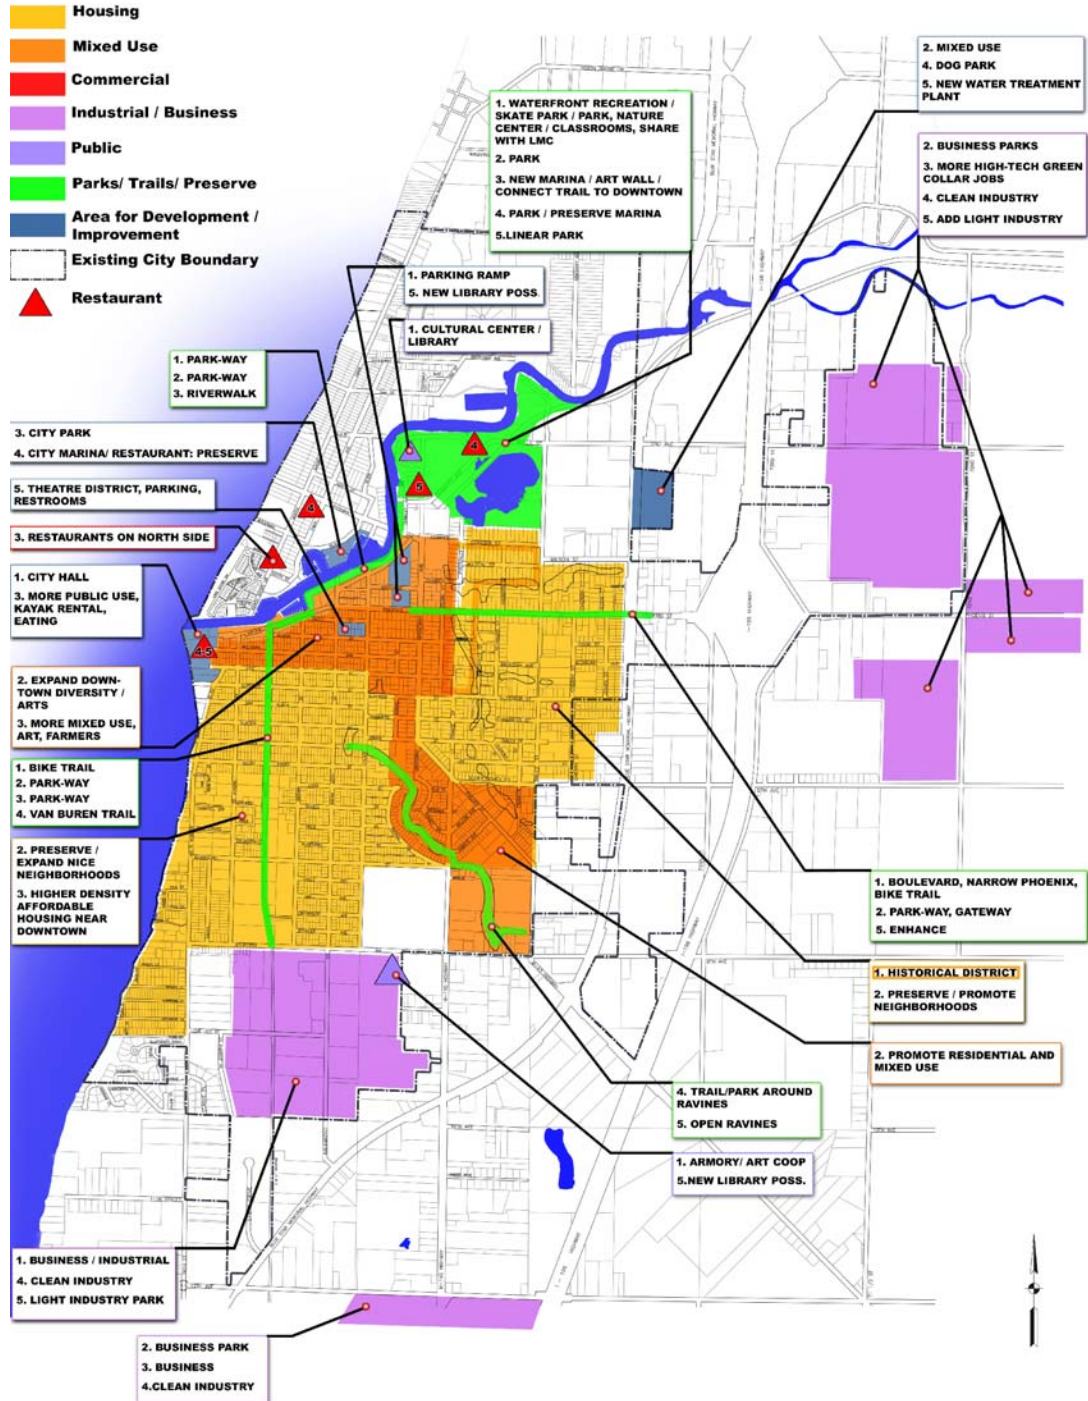 Housing
Mixed Use
Commercial
Industrial / Business
Public
Parks/ Trails/ Preserve
Area for Development /
Improvement
Existing City Boundary
Restaurant
2. MIXED USE
4. DOG PARK
5. NEW WATER TREATMENT
PLANT
1. WATERFRONT RECREATION /
SKATE PARK / PARK, NATURE
CENTER / CLASSROOMS, SHARE
WITH LMC
2. PARK
3. NEW MARINA / ART WALL /
CONNECT TRAIL TO DOWNTOWN
4. PARK / PRESERVE MARINA
5.LINEAR PARK
2. BUSINESS PARKS
3. MORE HIGH-TECH GREEN
COLLAR JOBS
4. CLEAN INDUSTRY
5. ADD LIGHT INDUSTRY
1. PARKING RAMP
5. NEW LIBRARY POSS.
1. CULTURAL CENTER /
LIBRARY
1. PARK-WAY
2. PARK-WAY
3. RIVERWALK
3. CITY PARK
4. CITY MARINA/ RESTAURANT: PRESERVE
5. THEATRE DISTRICT, PARKING,
RESTROOMS
3. RESTAURANTS ON NORTH SIDE
1. CITY HALL
3. MORE PUBLIC USE,
KAYAK RENTAL,
EATING
4
5
4
4-5
2. EXPAND DOWN-
TOWN DIVERSITY /
ARTS
3. MORE MIXED USE,
ART, FARMERS
1. BIKE TRAIL
2. PARK-WAY
3. PARK-WAY
4. VAN BUREN TRAIL
2. PRESERVE /
EXPAND NICE
NEIGHBORHOODS
3. HIGHER DENSITY
AFFORDABLE
HOUSING NEAR
DOWNTOWN
1. BOULEVARD, NARROW PHOENIX,
BIKE TRAIL
2. PARK-WAY, GATEWAY
5. ENHANCE
1. HISTORICAL DISTRICT
2. PRESERVE / PROMOTE
NEIGHBORHOODS
2. PROMOTE RESIDENTIAL AND
MIXED USE
4. TRAIL/PARK AROUND
RAVINES
5. OPEN RAVINES
1. ARMORY/ ART COOP
5.NEW LIBRARY POSS.
1. BUSINESS / INDUSTRIAL
4. CLEAN INDUSTRY
5. LIGHT INDUSTRY PARK
2. BUSINESS PARK
3. BUSINESS
4.CLEAN INDUSTRY